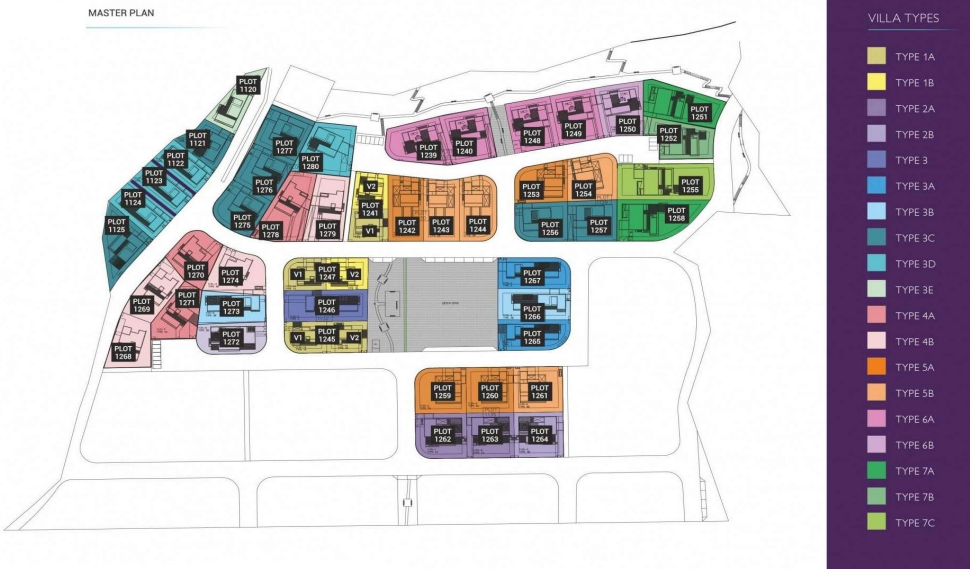 MASTER PLAN
VILLA TYPES
TYPE 1A
TYPE 1B
TYPE 2A
TYPE 2B
TYPE 3
TYPE 3A
TYPE 3B
TYPE 3C
TYPE 3D
TYPE 3E
TYPE 4A
TYPE 4B
TYPE 5A
TYPE 5B
TYPE 6A
TYPE 6B
TYPE 7A
TYPE 7B
TYPE 7C
PLOT
1120
PLOT
1121
PLOT
1122
PLOT
1123
PLOT
1124
PLOT
1125
PLOT
1277
PLOT
1280
PLOT
1276
PLOT
1275
PLOT
1278
PLOT
1279
PLOT
1239
PLOT
1240
PLOT
1248
PLOT
1249
PLOT
1250
PLOT
1251
PLOT
1252
V2
PLOT
1241
V1
PLOT
1242
PLOT
1243
PLOT
1244
PLOT
1253
PLOT
1254
PLOT
1255
PLOT
1256
PLOT
1257
PLOT
1258
PLOT
1270
PLOT
1274
PLOT
1269
PLOT
1271
PLOT
1273
PLOT
1268
PLOT
1272
V1
PLOT
1247
V2
PLOT
1246
V1
PLOT
1245
V2
PLOT
1267
PLOT
1266
PLOT
1265
PLOT
1259
PLOT
1260
PLOT
1261
PLOT
1262
PLOT
1263
PLOT
1264